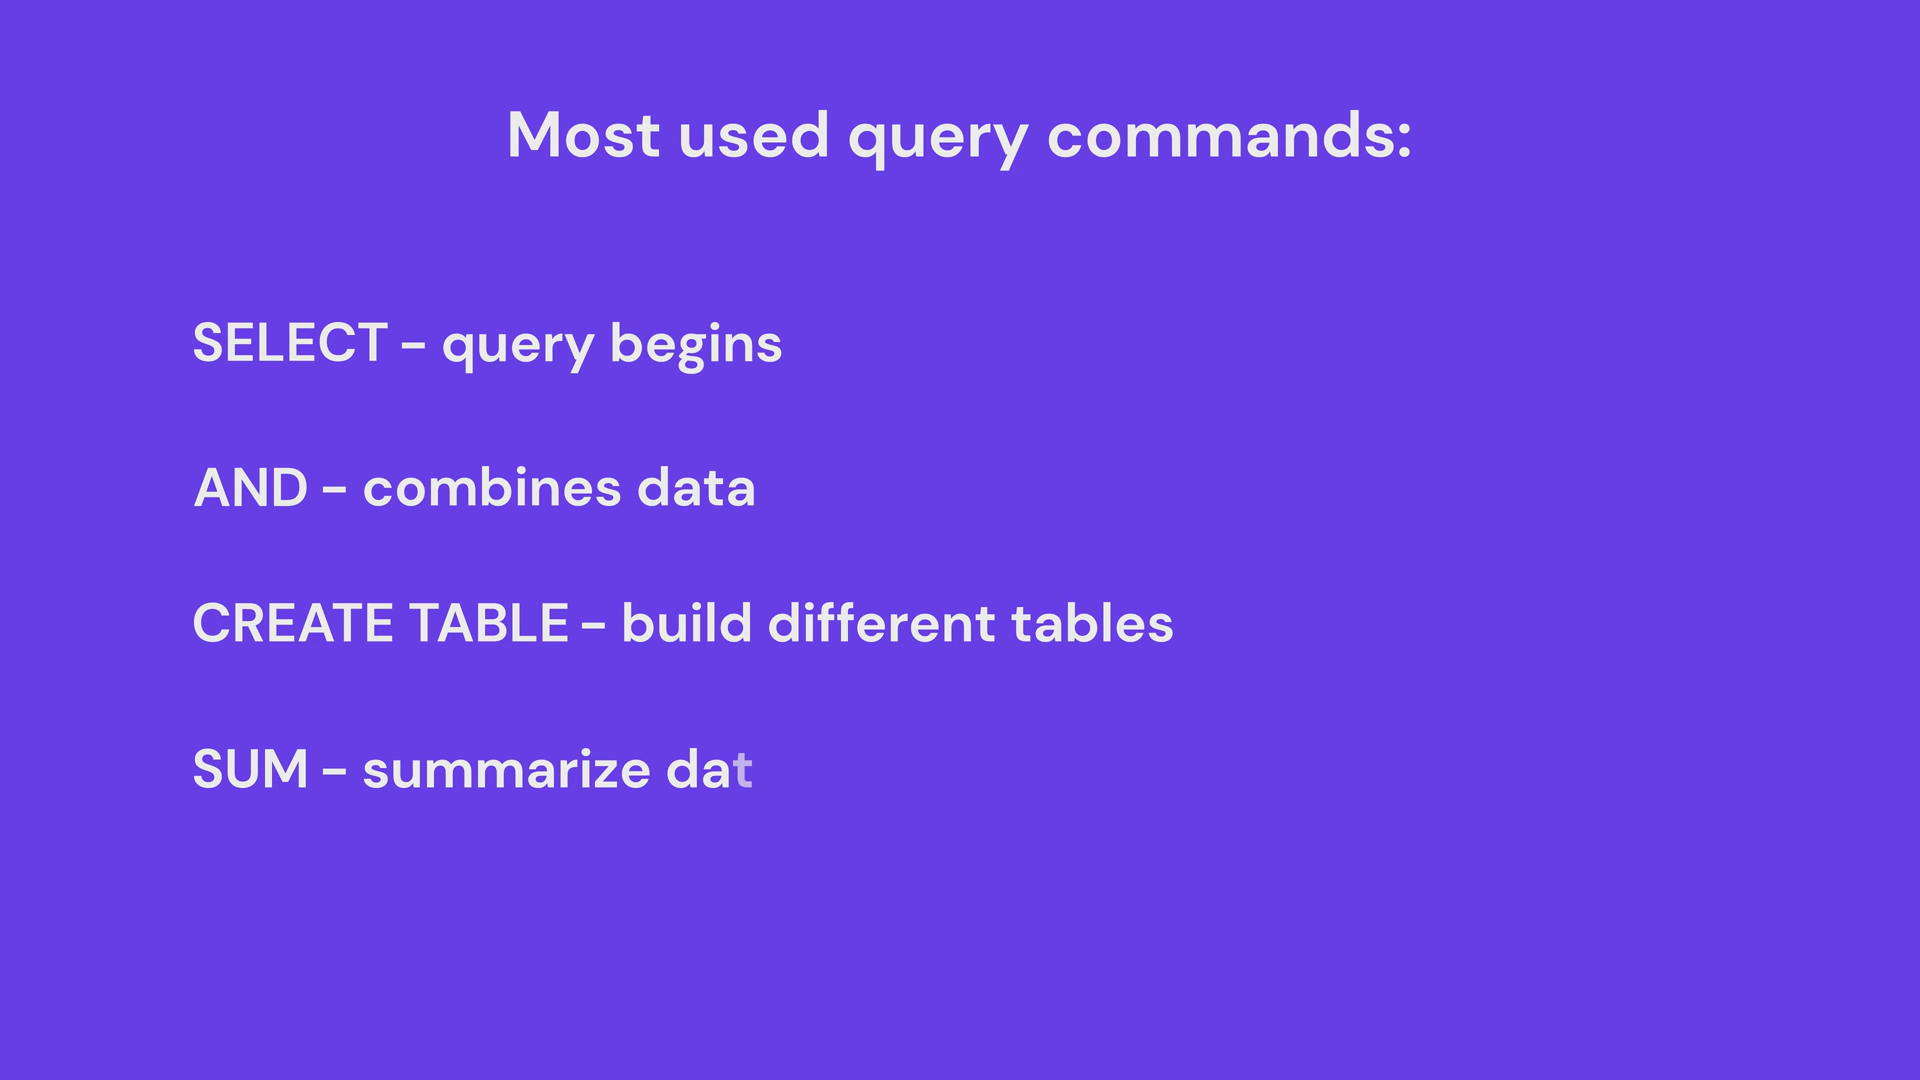 Most used query commands:
SELECT - query begins
AND - combines data
CREATE TABLE - build different tables
SUM - summarize dat